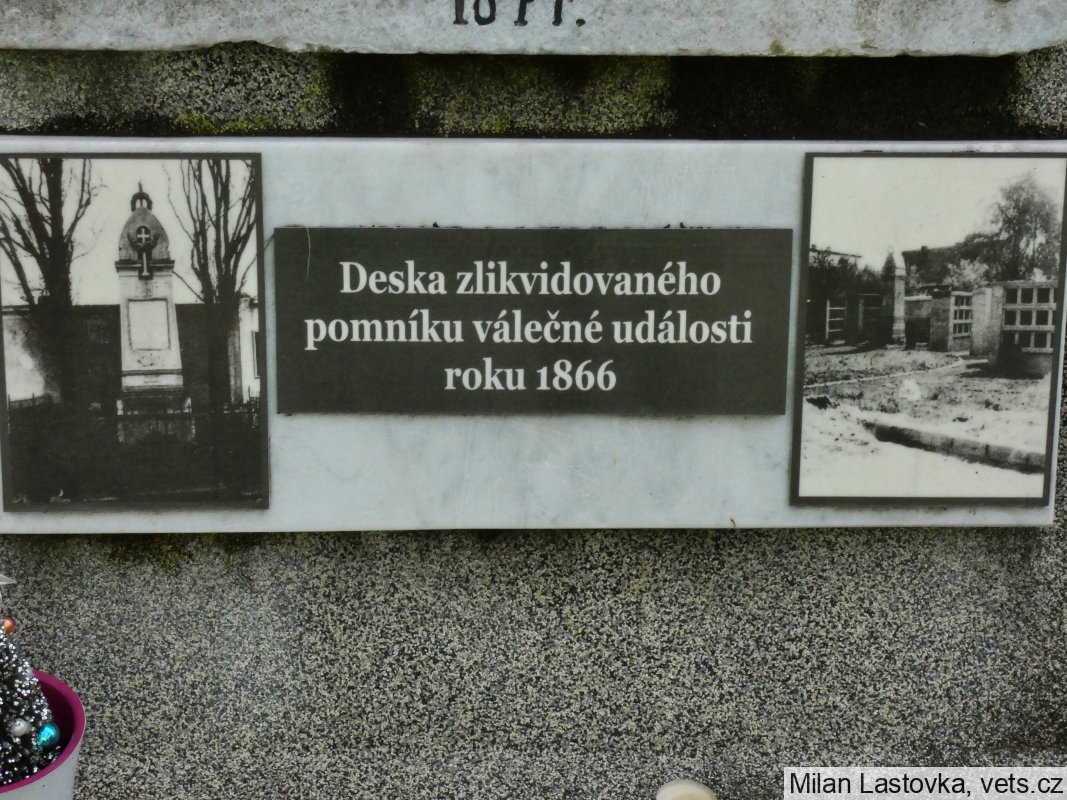 Deska zlikvidovaného
pomníku válečné události
roku 1866
Milan Lastovka, vets.cz